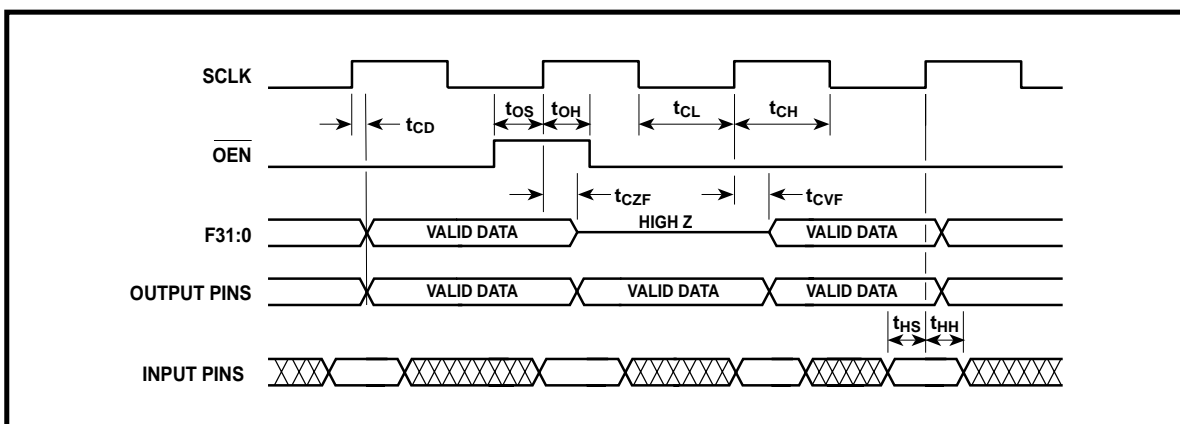 SCLK
tOS tOH tCL tCH
tCD
OEN
tCZF tCVF
F31:0 VALID DATA HIGH Z VALID DATA
OUTPUT PINS VALID DATA VALID DATA VALID DATA
tHS tHH
INPUT PINS